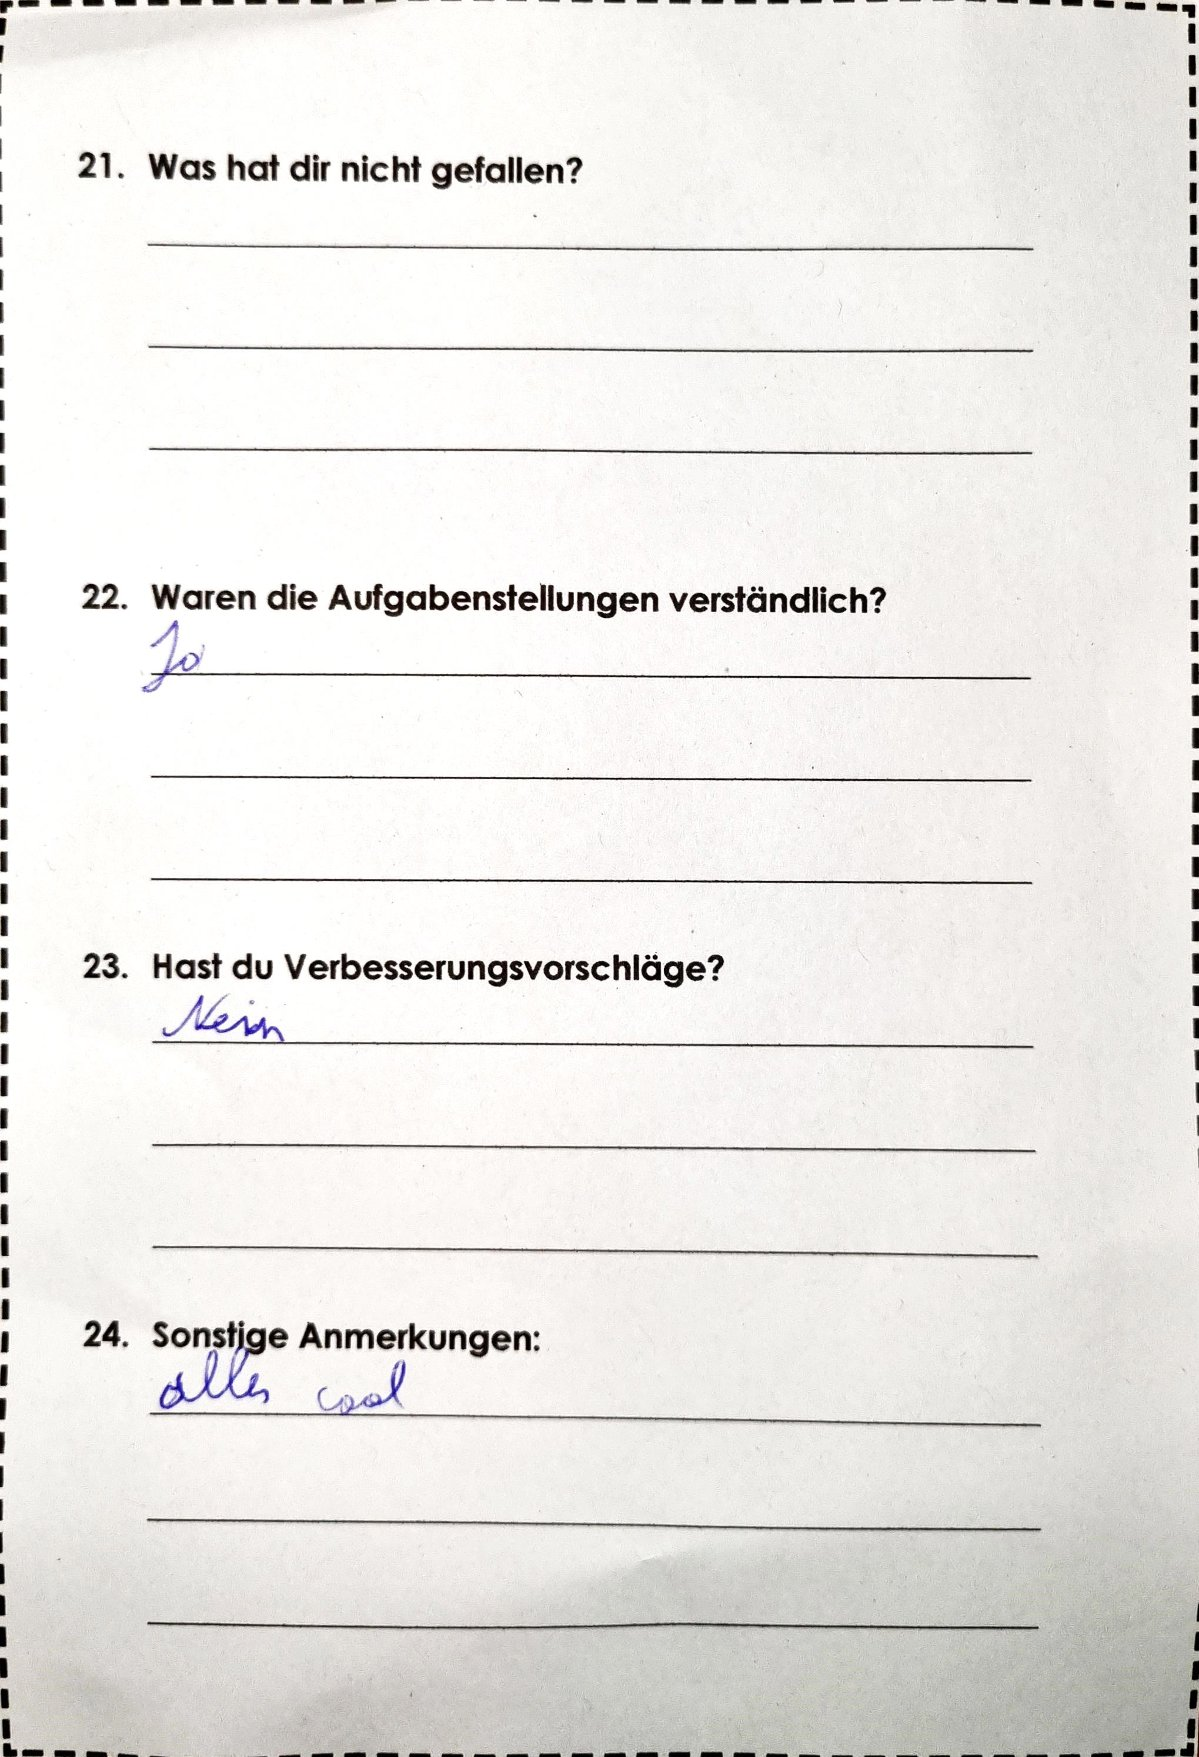 21. Was hat dir nicht gefallen?
22. Waren die Aufgabenstellungen verständlich?
Ja
23. Hast du Verbesserungsvorschläge?
Nein
24. Sonstige Anmerkungen:
alles cool